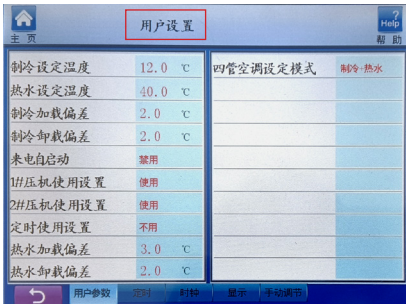 用户设置
?
Help
主 页
帮 助
制冷设定温度 12.0 ℃
热水设定温度 40.0 ℃
制冷加载偏差 2.0 ℃
制冷卸载偏差 2.0 ℃
来电自启动 禁用
1#压机使用设置 使用
2#压机使用设置 使用
定时使用设置 不用
热水加载偏差 3.0 ℃
热水卸载偏差 2.0 ℃
四管空调设定模式 制冷+热水
用户参数 定时 时钟 显示 手动调节